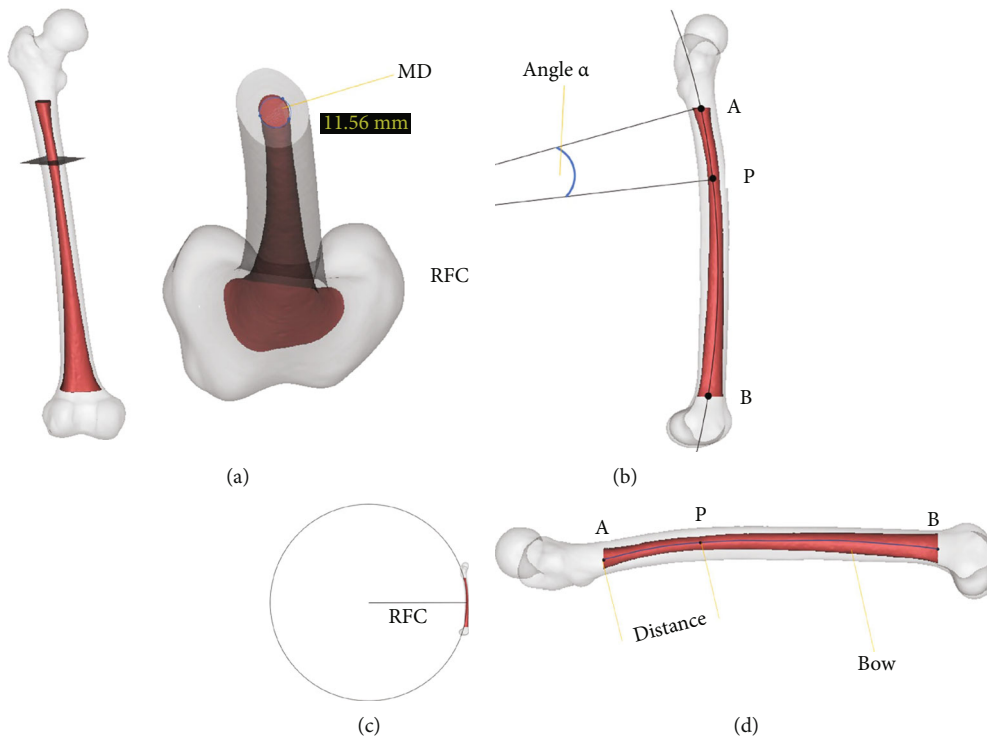 MD
11.56 mm
RFC
(a)
Angle α
A
P
B
(b)
RFC
(c)
A
P
B
Distance
Bow
(d)